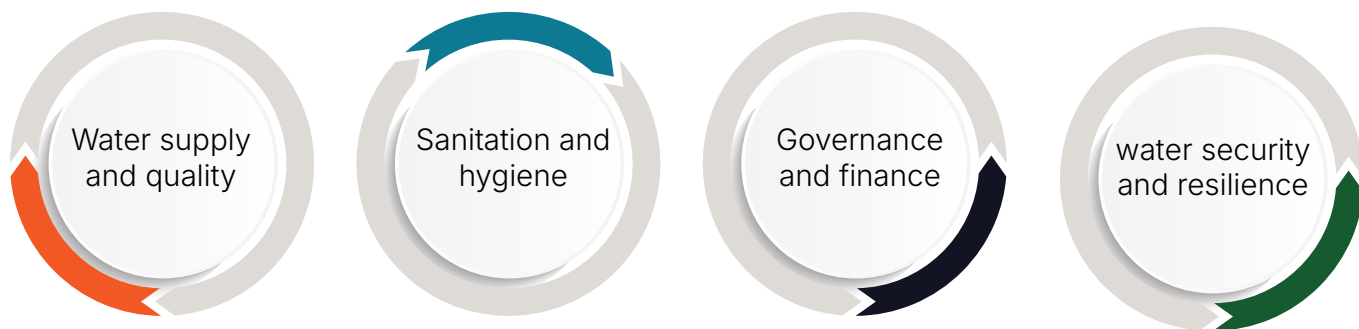 Water supply
and quality
Sanitation and
hygiene
Governance
and finance
water security
and resilience